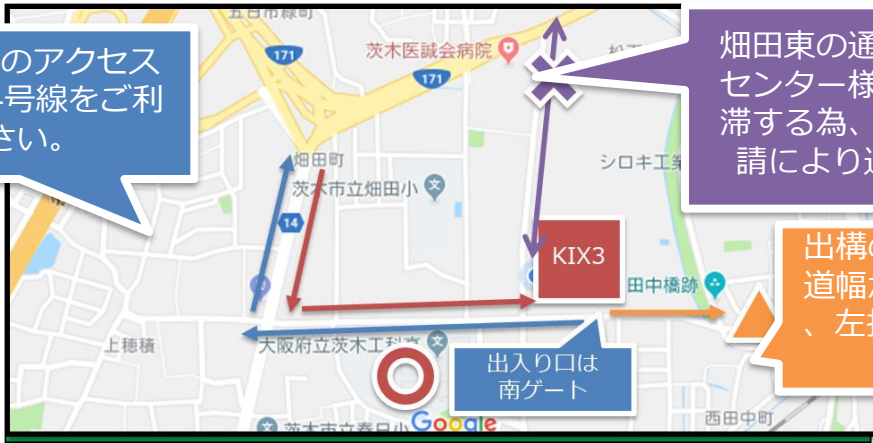 五日市緑町
のアクセス
号線をご利
さい。
171
茨木医誠会病院
171
畑田東の通
センター様
滞する為、
請により
畑田町
茨木市立畑田小
シロキ工業
14
KIX3
田中橋跡
出構の
道幅が
、左折
上穂積
大阪府立茨木工科高
出入り口は
南ゲート
茨木市立春日小
Google
西田中町